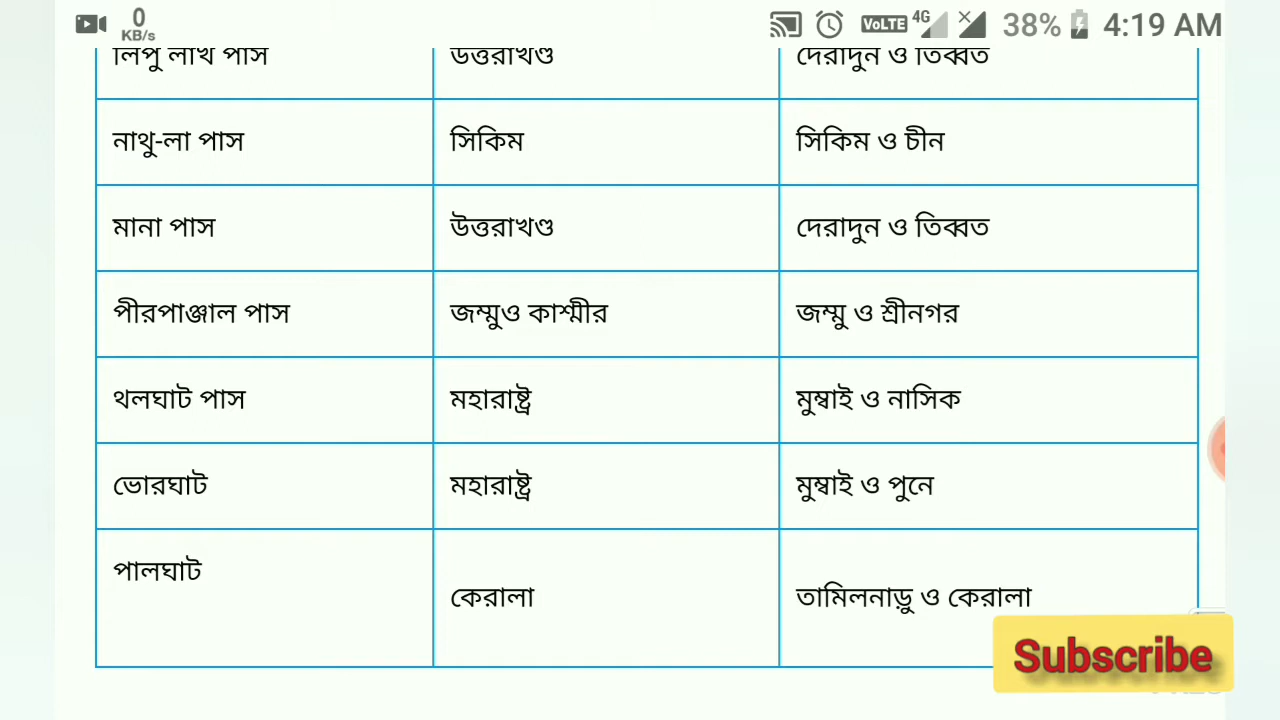 0
KB/s
VoLTE 4G 38% 4:19 AM
লিপু লাখ পাস উত্তরাখণ্ড দেরাদুন ও তিব্বত
নাথু-লা পাস সিকিম সিকিম ও চীন
মানা পাস উত্তরাখণ্ড দেরাদুন ও তিব্বত
পীরপাঞ্জাল পাস জম্মুও কাশ্মীর জম্মু ও শ্রীনগর
থলঘাট পাস মহারাষ্ট্র মুম্বাই ও নাসিক
ভোরঘাট মহারাষ্ট্র মুম্বাই ও পুনে
পালঘাট কেরালা তামিলনাড়ু ও কেরালা
Subscribe